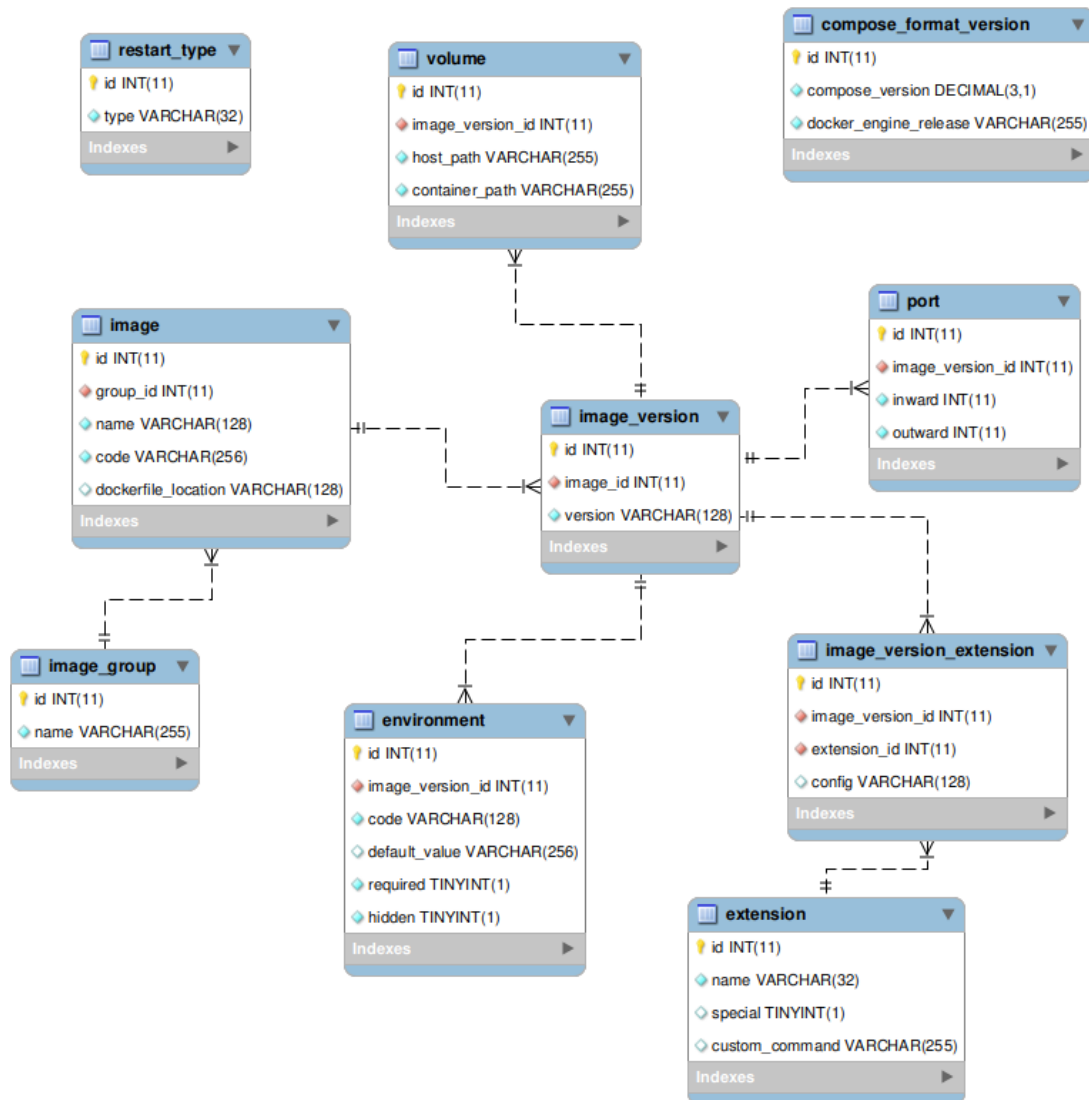 restart_type
id INT(11)
type VARCHAR(32)
Indexes
volume
id INT(11)
image_version_id INT(11)
host_path VARCHAR(255)
container_path VARCHAR(255)
Indexes
compose_format_version
id INT(11)
compose_version DECIMAL(3,1)
docker_engine_release VARCHAR(255)
Indexes
image
id INT(11)
group_id INT(11)
name VARCHAR(128)
code VARCHAR(256)
dockerfile_location VARCHAR(128)
Indexes
image_version
id INT(11)
image_id INT(11)
version VARCHAR(128)
Indexes
port
id INT(11)
image_version_id INT(11)
inward INT(11)
outward INT(11)
Indexes
image_group
id INT(11)
name VARCHAR(255)
Indexes
environment
id INT(11)
image_version_id INT(11)
code VARCHAR(128)
default_value VARCHAR(256)
required TINYINT(1)
hidden TINYINT(1)
Indexes
image_version_extension
id INT(11)
image_version_id INT(11)
extension_id INT(11)
config VARCHAR(128)
Indexes
extension
id INT(11)
name VARCHAR(32)
special TINYINT(1)
custom_command VARCHAR(255)
Indexes